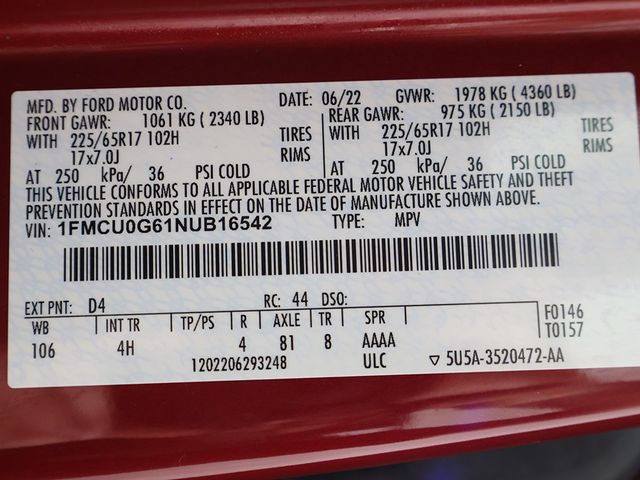 MFD. BY FORD MOTOR CO. DATE: 06/22 GVWR: 1978 KG ( 4360 LB)
FRONT GAWR: 1061 KG ( 2340 LB) REAR GAWR: 975 KG ( 2150 LB)
WITH 225/65R17 102H TIRES WITH 225/65R17 102H TIRES
17x7.0J RIMS 17x7.0J RIMS
AT 250 kPa/ 36 PSI COLD AT 250 kPa/ 36 PSI COLD
THIS VEHICLE CONFORMS TO ALL APPLICABLE FEDERAL MOTOR VEHICLE SAFETY AND THEFT
PREVENTION STANDARDS IN EFFECT ON THE DATE OF MANUFACTURE SHOWN ABOVE.
VIN: 1FMCU0G61NUB16542 TYPE: MPV
EXT PNT: D4 RC: 44 DSO:
WB INT TR TP/PS R AXLE TR SPR F0146
106 4H 4 81 8 AAAA T0157
1202206293248 ULC ▽ 5U5A-3520472-AA